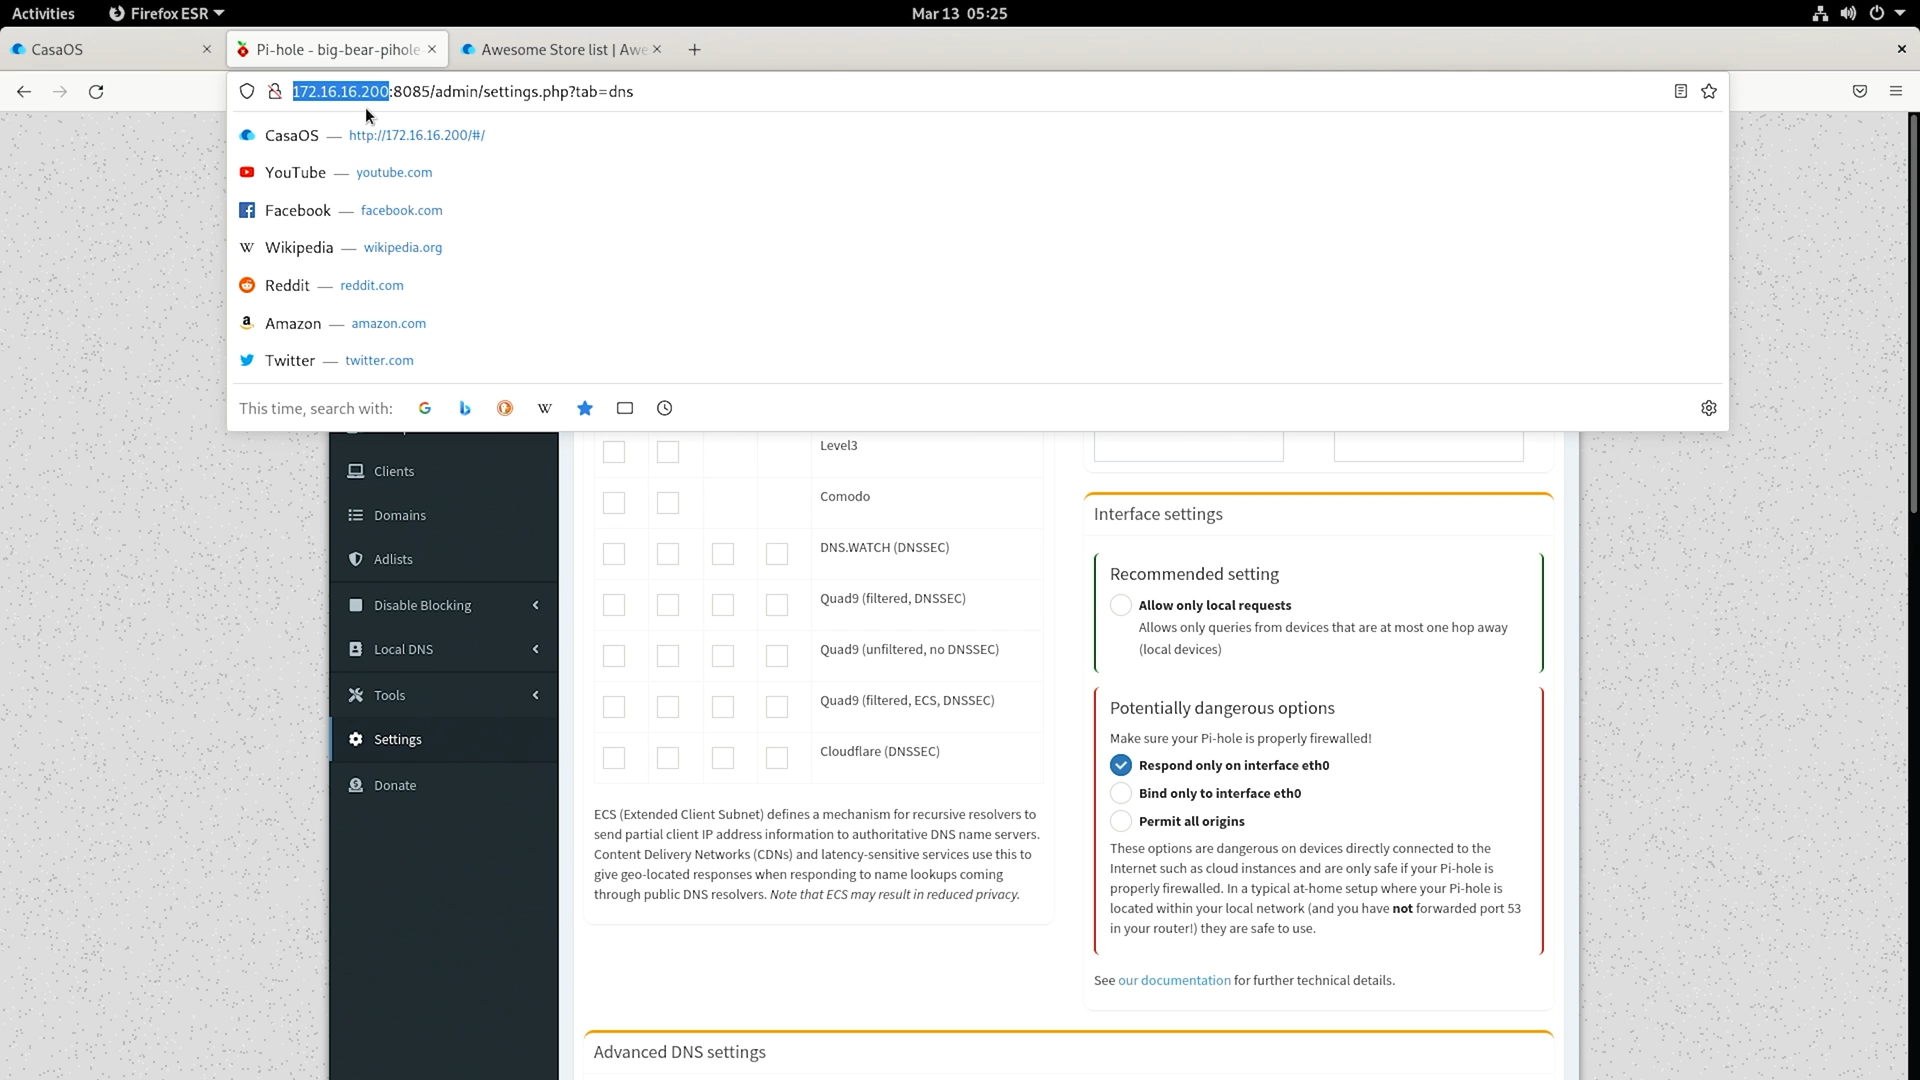 Activities
Firefox ESR
Mar 13 05:25
CasaOS
Pi-hole - big-bear-pihole
Awesome Store list | Awe
172.16.16.200:8085/admin/settings.php?tab=dns
CasaOS — http://172.16.16.200/#/
YouTube — youtube.com
Facebook — facebook.com
W Wikipedia — wikipedia.org
Reddit — reddit.com
Amazon — amazon.com
Twitter — twitter.com
This time, search with:
Clients
Domains
Adlists
Disable Blocking
Local DNS
Tools
Settings
Donate
Level3
Comodo
DNS.WATCH (DNSSEC)
Quad9 (filtered, DNSSEC)
Quad9 (unfiltered, no DNSSEC)
Quad9 (filtered, ECS, DNSSEC)
Cloudflare (DNSSEC)
ECS (Extended Client Subnet) defines a mechanism for recursive resolvers to
send partial client IP address information to authoritative DNS name servers.
Content Delivery Networks (CDNs) and latency-sensitive services use this to
give geo-located responses when responding to name lookups coming
through public DNS resolvers. Note that ECS may result in reduced privacy.
Interface settings
Recommended setting
Allow only local requests
Allows only queries from devices that are at most one hop away
(local devices)
Potentially dangerous options
Make sure your Pi-hole is properly firewalled!
Respond only on interface eth0
Bind only to interface eth0
Permit all origins
These options are dangerous on devices directly connected to the
Internet such as cloud instances and are only safe if your Pi-hole is
properly firewalled. In a typical at-home setup where your Pi-hole is
located within your local network (and you have not forwarded port 53
in your router!) they are safe to use.
See our documentation for further technical details.
Advanced DNS settings